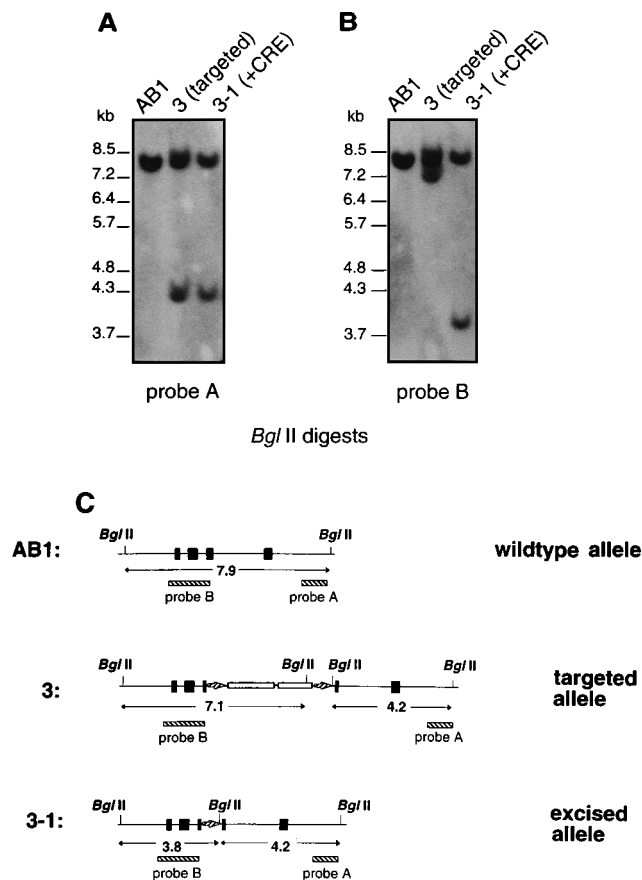 A
B
AB1
3 (targeted)
3-1 (+CRE)
AB1
3 (targeted)
3-1 (+CRE)
kb
8.5
7.2
6.4
5.7
4.8
4.3
3.7
kb
8.5
7.2
6.4
5.7
4.8
4.3
3.7
probe A
probe B
Bgl II digests
C
Bgl II Bgl II
AB1: wildtype allele
7.9
probe B probe A
Bgl II Bgl II Bgl II Bgl II
3: targeted allele
7.1 4.2
probe B probe A
Bgl II Bgl II Bgl II
3-1: excised allele
3.8 4.2
probe B probe A